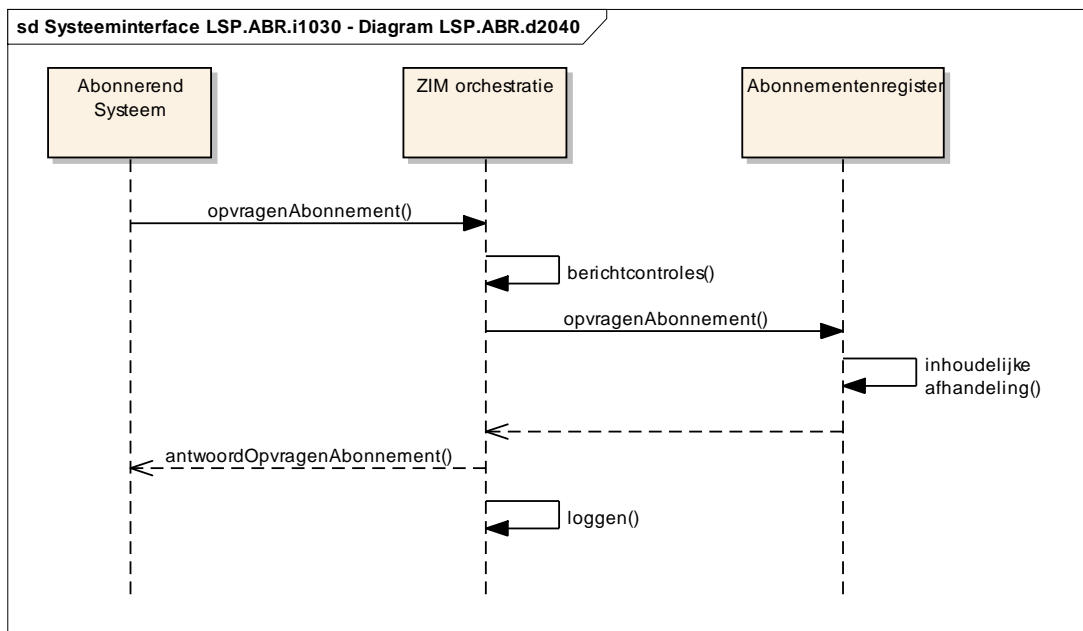 sd Systeeminterface LSP.ABR.i1030 - Diagram LSP.ABR.d2040
Abonnerend
Systeem
ZIM orchestratie
Abonnementenregister
opvragenAbonnement()
berichtcontroles()
opvragenAbonnement()
inhoudelijke
afhandeling()
antwoordOpvragenAbonnement()
loggen()